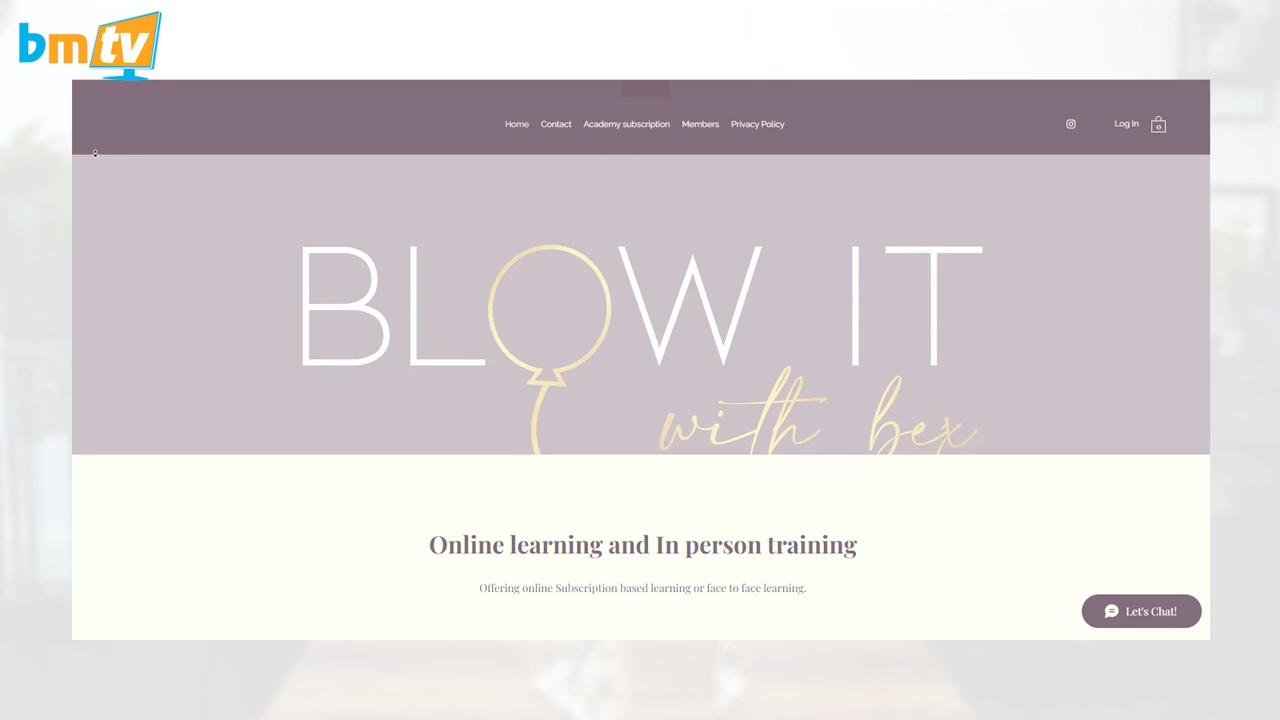 bmtv
Home Contact Academy subscription Members Privacy Policy
Log In 0
BLOW IT
with bex
Online learning and In person training
Offering online Subscription based learning or face to face learning.
Let's Chat!